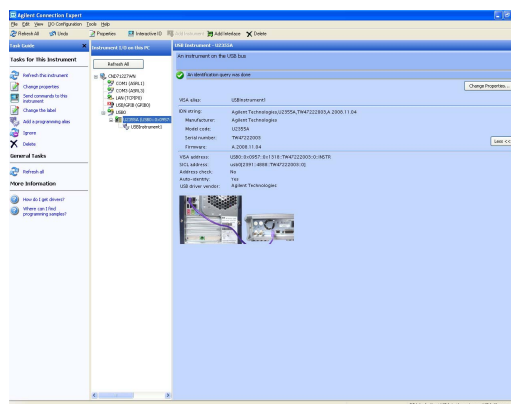 Agilent Connection Expert
File Edit View I/O Configuration Tools Help
Refresh All Undo Properties Interactive IO Add Instrument Add Interface Delete
Task Guide
Instrument I/O on this PC
USB Instrument - U2355A
An instrument on the USB bus
Tasks for This Instrument
Refresh All
Refresh this instrument
Change properties
Send commands to this instrument
Change the label
Add a programming alias
Ignore
Delete
General Tasks
Refresh all
More Information
How do I get drivers?
Where can I find programming samples?
CND71227WN
COM1 (ASRL1)
COM3 (ASRL3)
LAN (TCPIP0)
USB/GPIB (GPIB0)
USB0
U2355A (USB0::0x0957:
USBInstrument1
An identification query was done
Change Properties...
VISA alias: USBInstrument1
IDN string: Agilent Technologies,U2355A,TW47222003,A.2008.11.04
Manufacturer: Agilent Technologies
Model code: U2355A
Serial number: TW47222003
Firmware: A.2008.11.04
Less <<
VISA address: USB0::0x0957::0x1318::TW47222003::0::INSTR
SICL address: usb0[2391::4888::TW47222003::0]
Address check: No
Auto-identify: Yes
USB driver vendor: Agilent Technologies